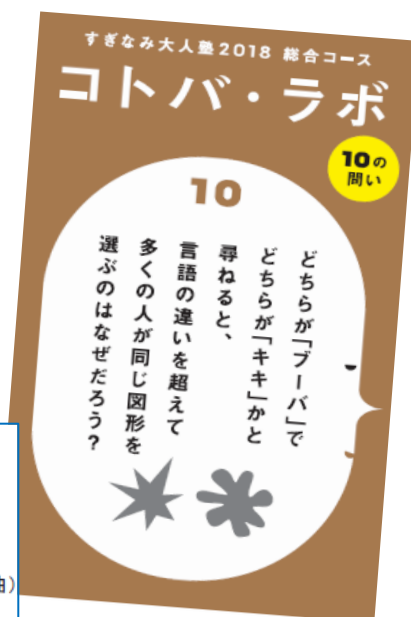 すぎなみ大人塾2018 総合コース
コトバ・ラボ
10の
問い
10
どちらが「ブーバ」で
どちらが「キキ」かと
尋ねると、
言語の違いを超えて
多くの人が同じ図形を
選ぶのはなぜだろう?